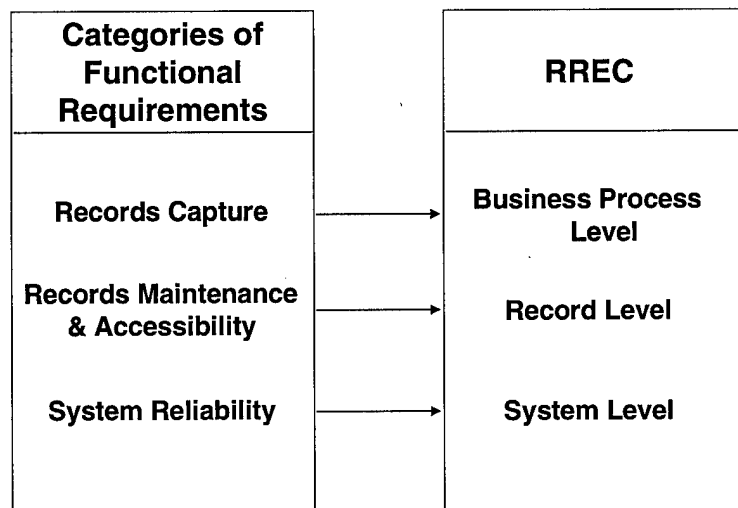 Categories of
Functional
Requirements
RREC
Records Capture
Business Process
Level
Records Maintenance
& Accessibility
Record Level
System Reliability
System Level